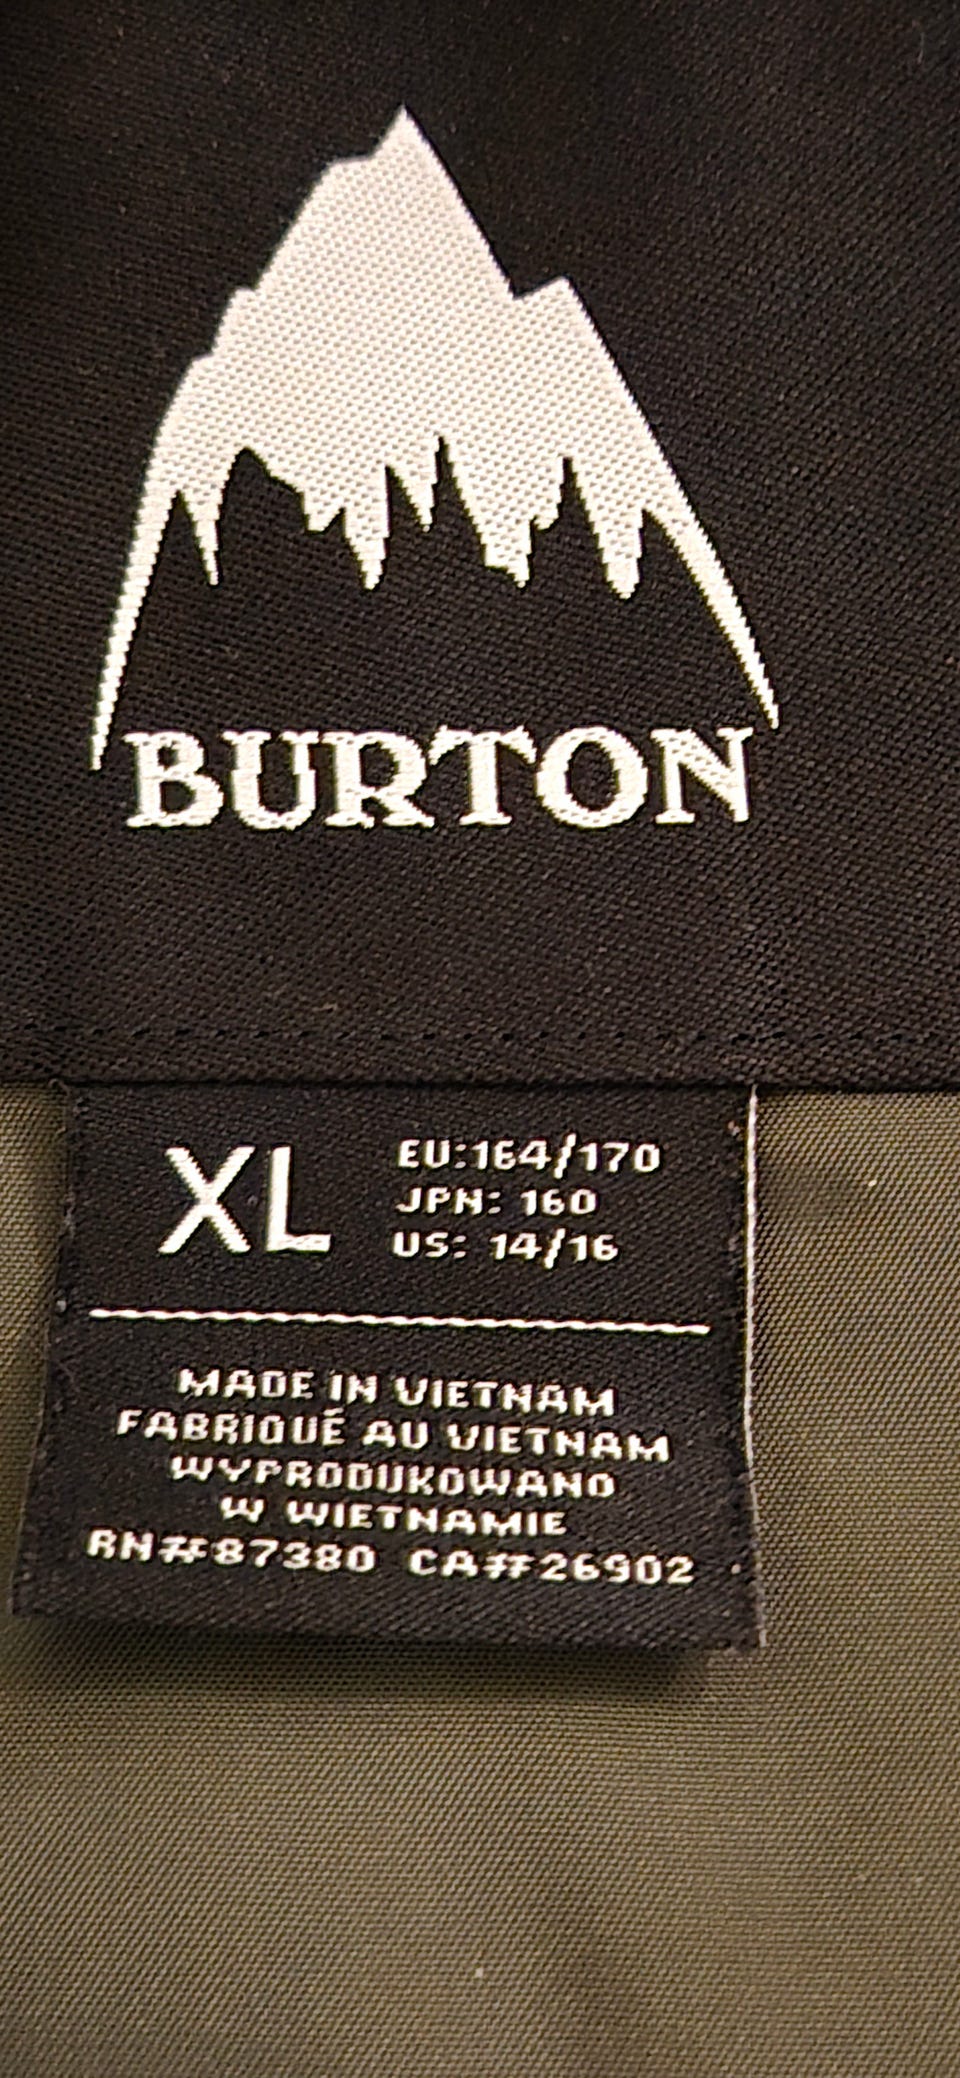 BURTON
XL
EU:164/170
JPN: 160
US: 14/16
MADE IN VIETNAM
FABRIQUÉ AU VIETNAM
WYPRODUKOWANO
W WIETNAMIE
RN#87380 CA#26902